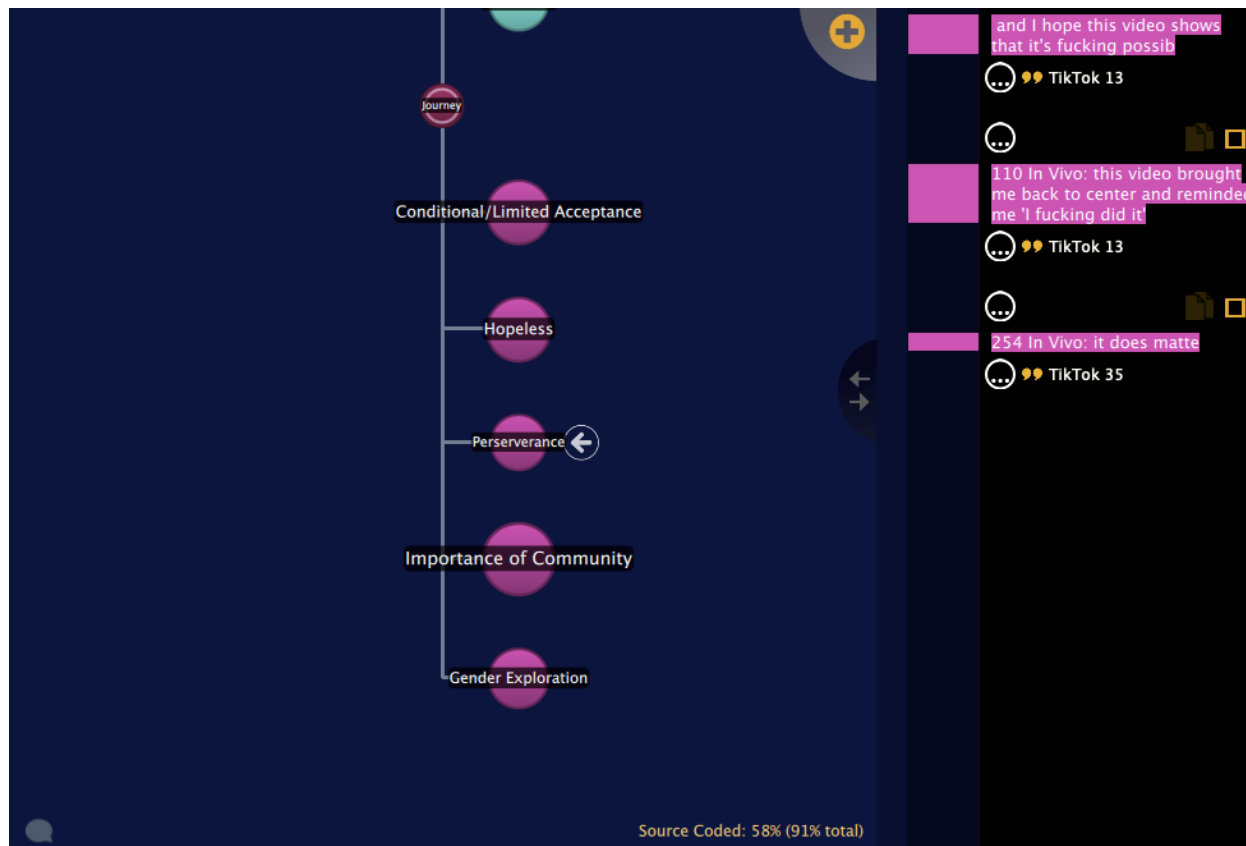 Journey
Conditional/Limited Acceptance
Hopeless
Perserverance
Importance of Community
Gender Exploration
Source Coded: 58% (91% total)
and I hope this video shows
that it's fucking possib
TikTok 13
110 In Vivo: this video brought
me back to center and reminded
me 'I fucking did it'
TikTok 13
254 In Vivo: it does matte
TikTok 35